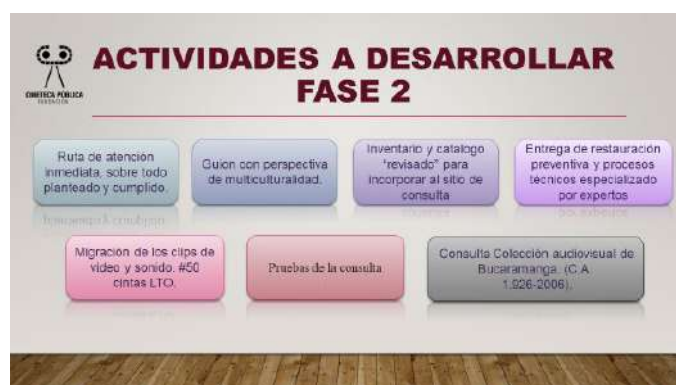 ACTIVIDADES A DESARROLLAR
FASE 2
CINETECA PÚBLICA
FUNDACIÓN
Ruta de atención
inmediata, sobre todo
planteado y cumplido.
Guion con perspectiva
de multiculturalidad.
Inventario y catalogo
"revisado" para
incorporar al sitio de
consulta
Entrega de restauración
preventiva y procesos
técnicos especializado
por expertos
Migración de los clips de
video y sonido. #50
cintas LTO.
Pruebas de la consulta
Consulta Colección audiovisual de
Bucaramanga. (C.A
1.926-2006).